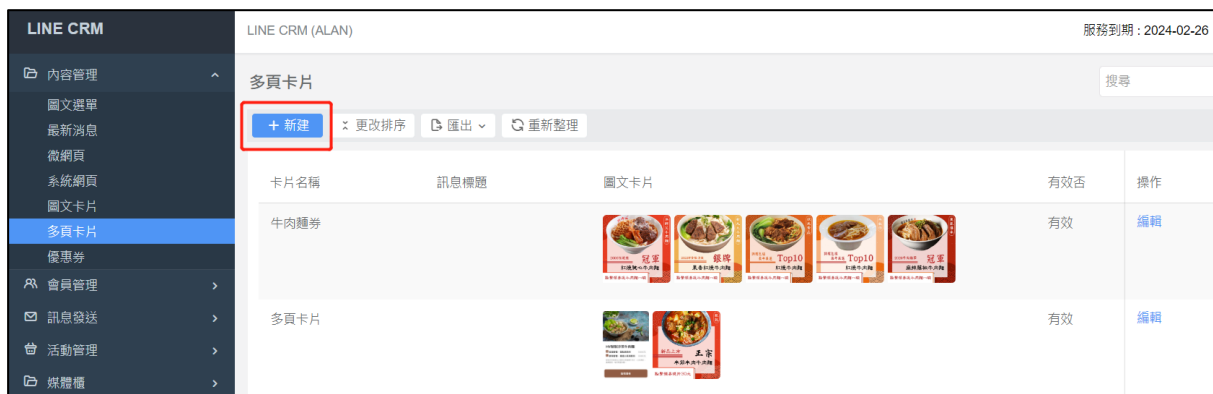 LINE CRM
LINE CRM (ALAN)
服務到期 : 2024-02-26
內容管理
圖文選單
最新消息
微網頁
系統網頁
圖文卡片
多頁卡片
優惠券
會員管理
訊息發送
活動管理
媒體櫃
多頁卡片
搜尋
+ 新建
更改排序
匯出
重新整理
卡片名稱
訊息標題
圖文卡片
有效否
操作
牛肉麵券
冠軍
銀牌
Top10
Top10
冠軍
有效
編輯
多頁卡片
正宗
有效
編輯